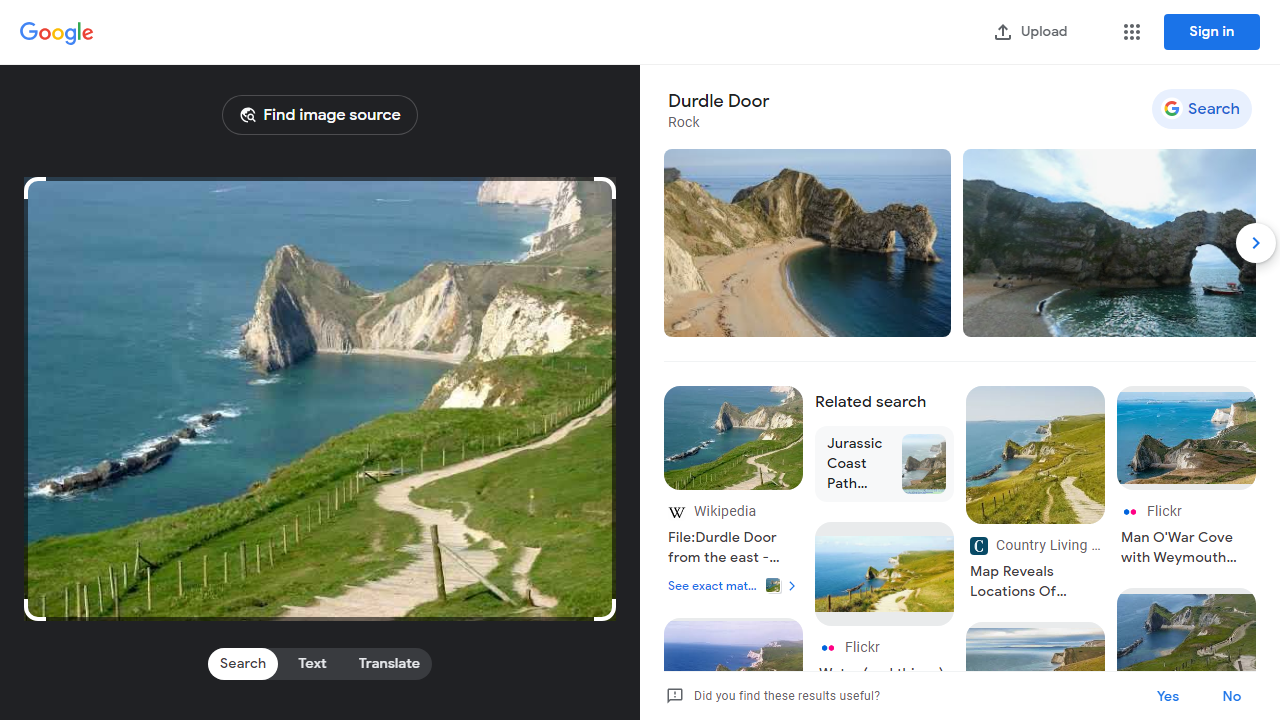 Google
Upload
Sign in
Find image source
Search
Text
Translate
Durdle Door
Rock
Search
Wikipedia
File:Durdle Door
from the east -...
See exact mat...
Related search
Jurassic
Coast
Path...
Flickr
Country Living ...
Map Reveals
Locations Of...
Flickr
Man O'War Cove
with Weymouth...
Did you find these results useful?
Yes
No